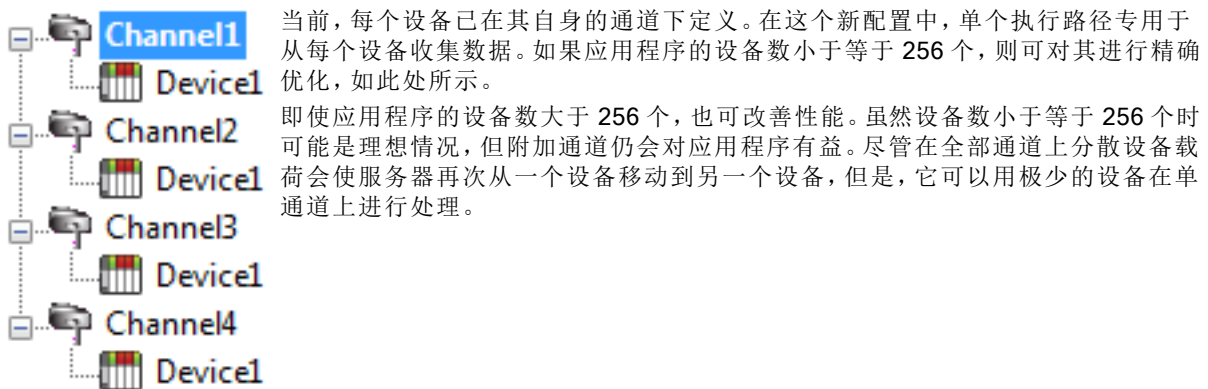 Channel1
Device1
Channel2
Device1
Channel3
Device1
Channel4
Device1
当前，每个设备已在其自身的通道下定义。在这个新配置中，单个执行路径专用于
从每个设备收集数据。如果应用程序的设备数小于等于 256 个，则可对其进行精确
优化，如此处所示。
即使应用程序的设备数大于 256 个，也可改善性能。虽然设备数小于等于 256 个时
可能是理想情况，但附加通道仍会对应用程序有益。尽管在全部通道上分散设备载
荷会使服务器再次从一个设备移动到另一个设备，但是，它可以用极少的设备在单
通道上进行处理。